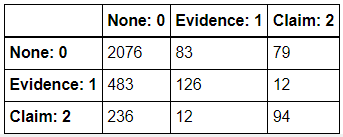 None: 0 Evidence: 1 Claim: 2
None: 0 2076 83 79
Evidence: 1 483 126 12
Claim: 2 236 12 94